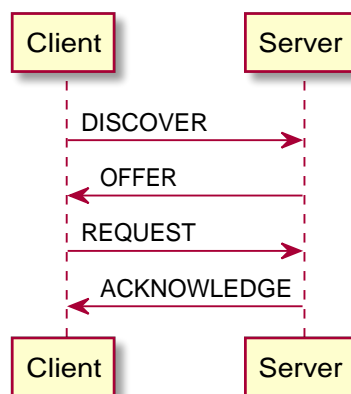 Client Server
DISCOVER
OFFER
REQUEST
ACKNOWLEDGE
Client Server